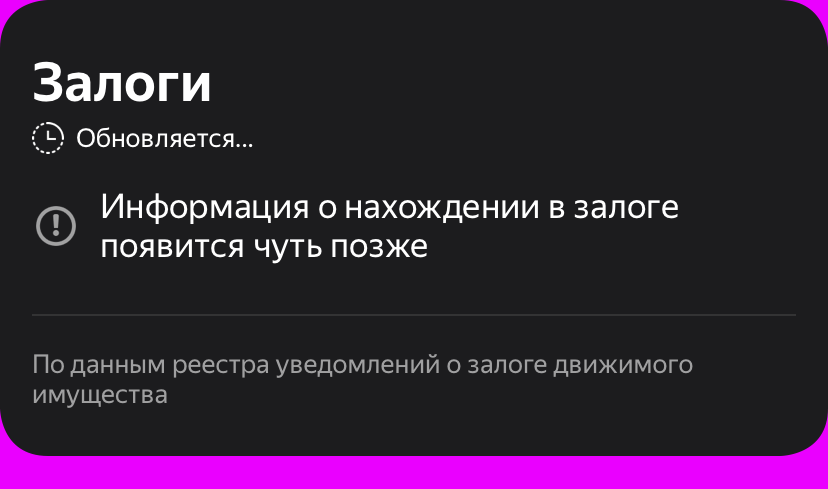 Залоги
Обновляется...
Информация о нахождении в залоге
появится чуть позже
По данным реестра уведомлений о залоге движимого
имущества